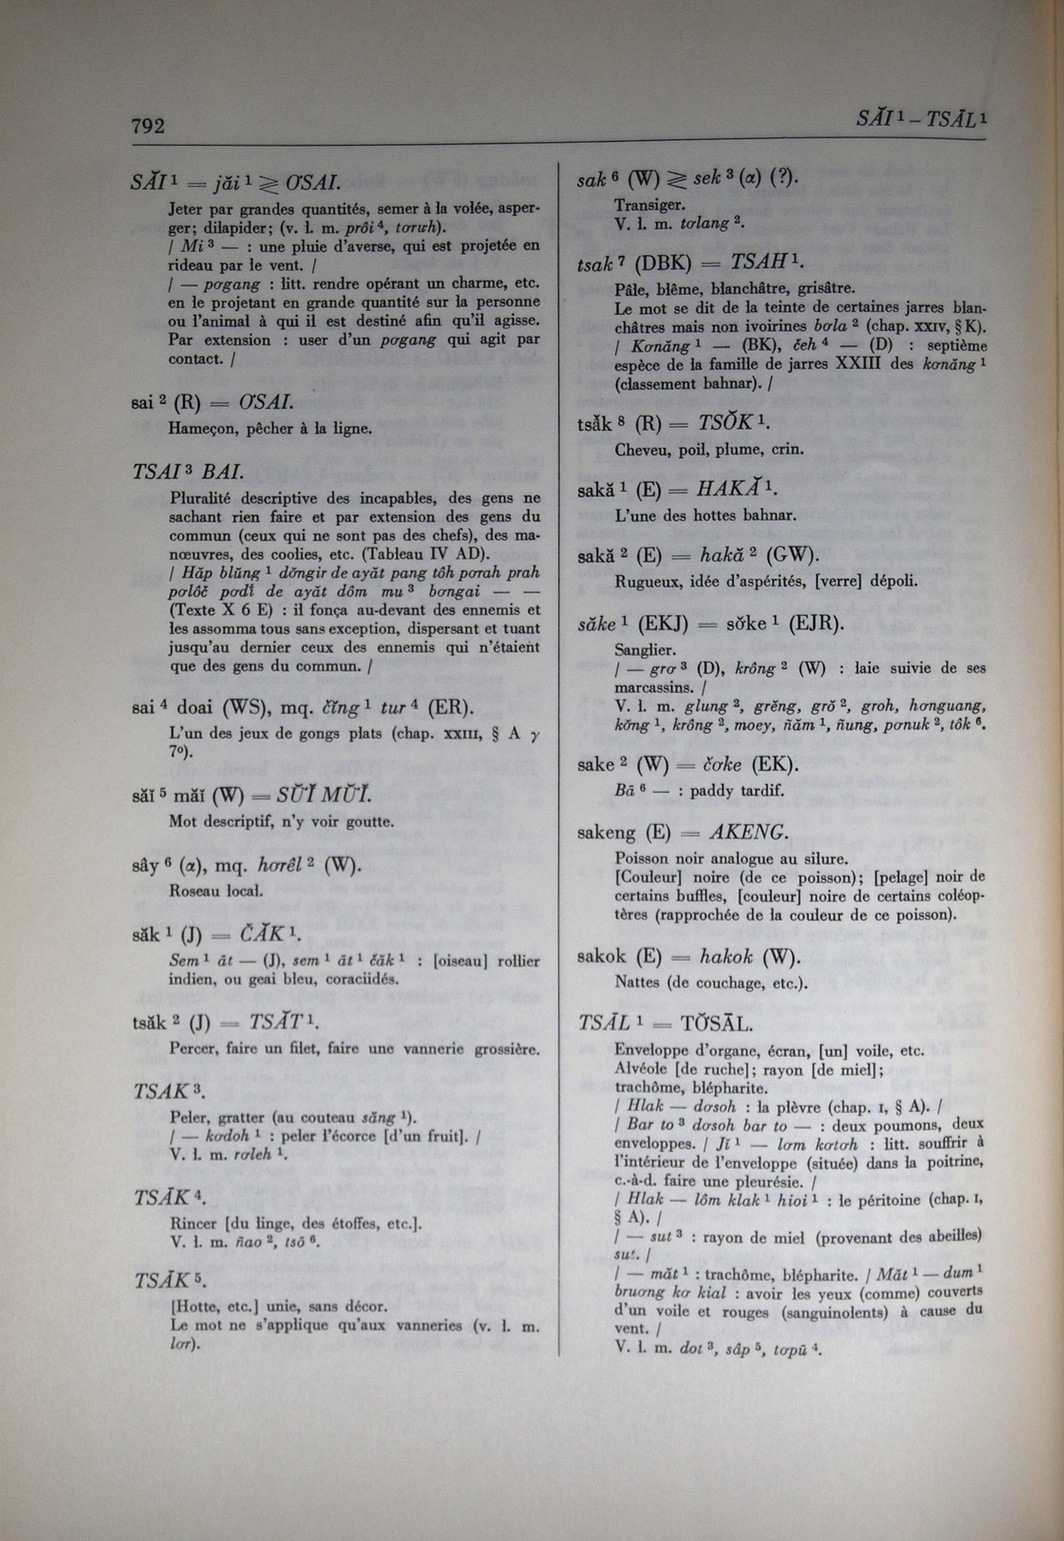 792
SĂI ¹ – TSĀL ¹
SĂI ¹ = jăi ¹ ≷ ƠSAI.
Jeter par grandes quantités, semer à la volée, asper-
ger; dilapider; (v. l. m. prôi ⁴, tơrưh).
/ Mi ³ — : une pluie d'averse, qui est projetée en
rideau par le vent. /
/ — pơgang : litt. rendre opérant un charme, etc.
en le projetant en grande quantité sur la personne
ou l'animal à qui il est destiné afin qu'il agisse.
Par extension : user d'un pơgang qui agit par
contact. /
sai ² (R) = ƠSAI.
Hameçon, pêcher à la ligne.
TSAI ³ BAI.
Pluralité descriptive des incapables, des gens ne
sachant rien faire et par extension des gens du
commun (ceux qui ne sont pas des chefs), des ma-
nœuvres, des coolies, etc. (Tableau IV AD).
/ Hăp blŭng ¹ dŏngir de ayăt pang tôh pơrah prah
pơlôč pơdĭ de ayăt dôm mu ³ bơngai — —
(Texte X 6 E) : il fonça au-devant des ennemis et
les assomma tous sans exception, dispersant et tuant
jusqu'au dernier ceux des ennemis qui n'étaient
que des gens du commun. /
sai ⁴ doai (WS), mq. čĭng ¹ tur ⁴ (ER).
L'un des jeux de gongs plats (chap. XXIII, § A γ
7º).
săĭ ⁵ măĭ (W) = SƯ̆Ĭ MƯ̆Ĭ.
Mot descriptif, n'y voir goutte.
sây ⁶ (α), mq. hơrêl ² (W).
Roseau local.
săk ¹ (J) = ČĂK ¹.
Sem ¹ āt — (J), sem ¹ āt ¹ čăk ¹ : [oiseau] rollier
indien, ou geai bleu, coraciidés.
tsăk ² (J) = TSĂT ¹.
Percer, faire un filet, faire une vannerie grossière.
TSAK ³.
Peler, gratter (au couteau săng ¹).
/ — kơdoh ¹ : peler l'écorce [d'un fruit]. /
V. l. m. rơleh ¹.
TSĂK ⁴.
Rincer [du linge, des étoffes, etc.].
V. l. m. ñao ², tsŏ ⁶.
TSĂK ⁵.
[Hotte, etc.] unie, sans décor.
Le mot ne s'applique qu'aux vanneries (v. l. m.
lơr).
sak ⁶ (W) ≷ sek ³ (α) (?).
Transiger.
V. l. m. tơlang ².
tsak ⁷ (DBK) = TSAH ¹.
Pâle, blême, blanchâtre, grisâtre.
Le mot se dit de la teinte de certaines jarres blan-
châtres mais non ivoirines bơla ² (chap. XXIV, § K).
/ Kơnăng ¹ — (BK), čeh ⁴ — (D) : septième
espèce de la famille de jarres XXIII des kơnăng ¹
(classement bahnar). /
tsăk ⁸ (R) = TSŎK ¹.
Cheveu, poil, plume, crin.
sakă ¹ (E) = HAKĂ ¹.
L'une des hottes bahnar.
sakă ² (E) = hakă ² (GW).
Rugueux, idée d'aspérités, [verre] dépoli.
săke ¹ (EKJ) = sơ̆ke ¹ (EJR).
Sanglier.
/ — grơ ³ (D), krông ² (W) : laie suivie de ses
marcassins. /
V. l. m. glung ², grĕng, grŏ ², groh, hơnguang,
kŏng ¹, krông ², moey, ñăm ¹, ñung, pơnuk ², tôk ⁶.
sake ² (W) = čơke (EK).
Bă ⁶ — : paddy tardif.
sakeng (E) = AKENG.
Poisson noir analogue au silure.
[Couleur] noire (de ce poisson); [pelage] noir de
certains buffles, [couleur] noire de certains coléop-
tères (rapprochée de la couleur de ce poisson).
sakok (E) = hakok (W).
Nattes (de couchage, etc.).
TSĀL ¹ = TƠ̆SĀL.
Enveloppe d'organe, écran, [un] voile, etc.
Alvéole [de ruche]; rayon [de miel];
trachôme, blépharite.
/ Hlak — dơsoh : la plèvre (chap. I, § A). /
/ Bar to ³ dơsoh bar to — : deux poumons, deux
enveloppes. / Jĭ ¹ — lơm kơtơh : litt. souffrir à
l'intérieur de l'enveloppe (située) dans la poitrine,
c.-à-d. faire une pleurésie. /
/ Hlak — lôm klak ¹ hioi ¹ : le péritoine (chap. I,
§ A). /
/ — sut ³ : rayon de miel (provenant des abeilles)
sut. /
/ — măt ¹ : trachôme, blépharite. / Măt ¹ — dum ¹
bruơng kơ kial : avoir les yeux (comme) couverts
d'un voile et rouges (sanguinolents) à cause du
vent. /
V. l. m. dot ³, sâp ⁵, tơpū ⁴.